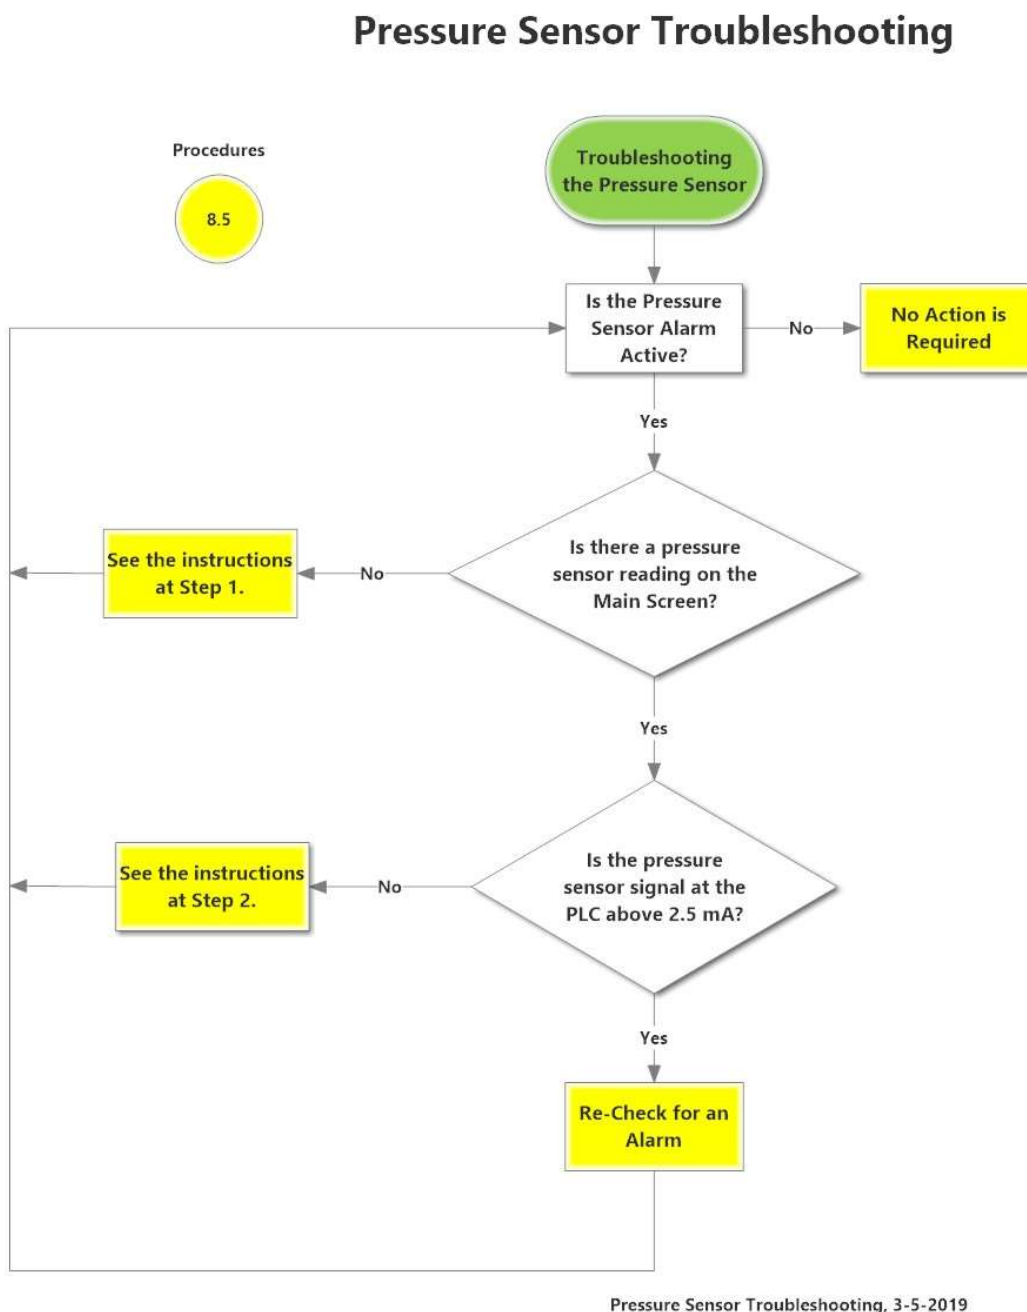 Pressure Sensor Troubleshooting
Procedures
8.5
Troubleshooting
the Pressure Sensor
Is the Pressure
Sensor Alarm
Active?
No
No Action is
Required
Yes
Is there a pressure
sensor reading on the
Main Screen?
No
See the instructions
at Step 1.
Yes
Is the pressure
sensor signal at the
PLC above 2.5 mA?
No
See the instructions
at Step 2.
Yes
Re-Check for an
Alarm
Pressure Sensor Troubleshooting, 3-5-2019